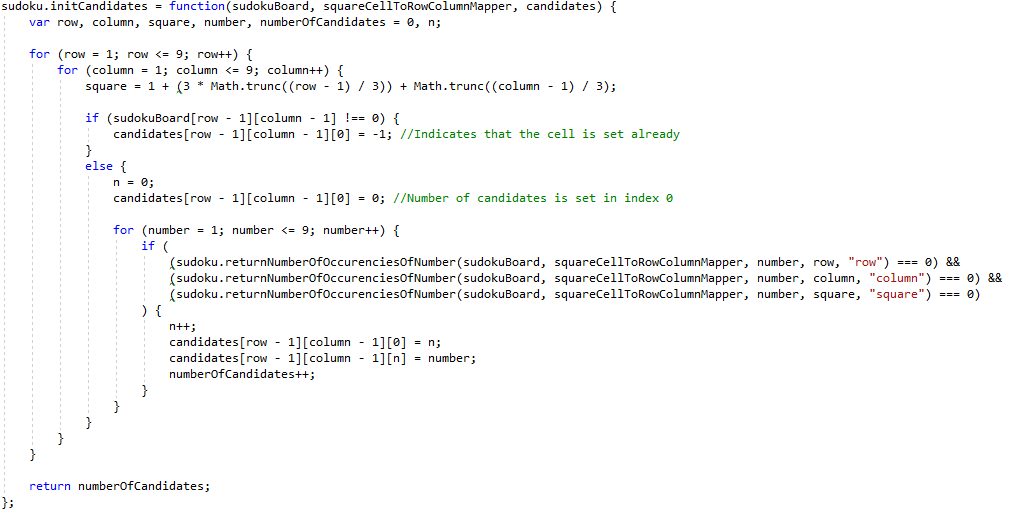 sudoku.initCandidates = function(sudokuBoard, squareCellToRowColumnMapper, candidates) {
    var row, column, square, number, numberOfCandidates = 0, n;

    for (row = 1; row <= 9; row++) {
        for (column = 1; column <= 9; column++) {
            square = 1 + (3 * Math.trunc((row - 1) / 3)) + Math.trunc((column - 1) / 3);

            if (sudokuBoard[row - 1][column - 1] !== 0) {
                candidates[row - 1][column - 1][0] = -1; //Indicates that the cell is set already
            }
            else {
                n = 0;
                candidates[row - 1][column - 1][0] = 0; //Number of candidates is set in index 0

                for (number = 1; number <= 9; number++) {
                    if (
                        (sudoku.returnNumberOfOccurenciesOfNumber(sudokuBoard, squareCellToRowColumnMapper, number, row, "row") === 0) &&
                        (sudoku.returnNumberOfOccurenciesOfNumber(sudokuBoard, squareCellToRowColumnMapper, number, column, "column") === 0) &&
                        (sudoku.returnNumberOfOccurenciesOfNumber(sudokuBoard, squareCellToRowColumnMapper, number, square, "square") === 0)
                    ) {
                        n++;
                        candidates[row - 1][column - 1][0] = n;
                        candidates[row - 1][column - 1][n] = number;
                        numberOfCandidates++;
                    }
                }
            }
        }
    }

    return numberOfCandidates;
};